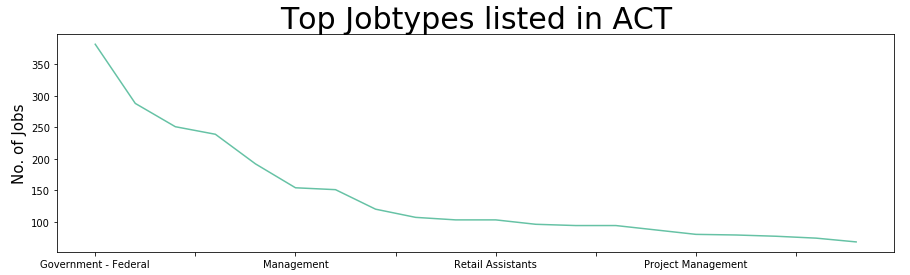 Top Jobtypes listed in ACT
No. of Jobs
350
300
250
200
150
100
Government - Federal
Management
Retail Assistants
Project Management